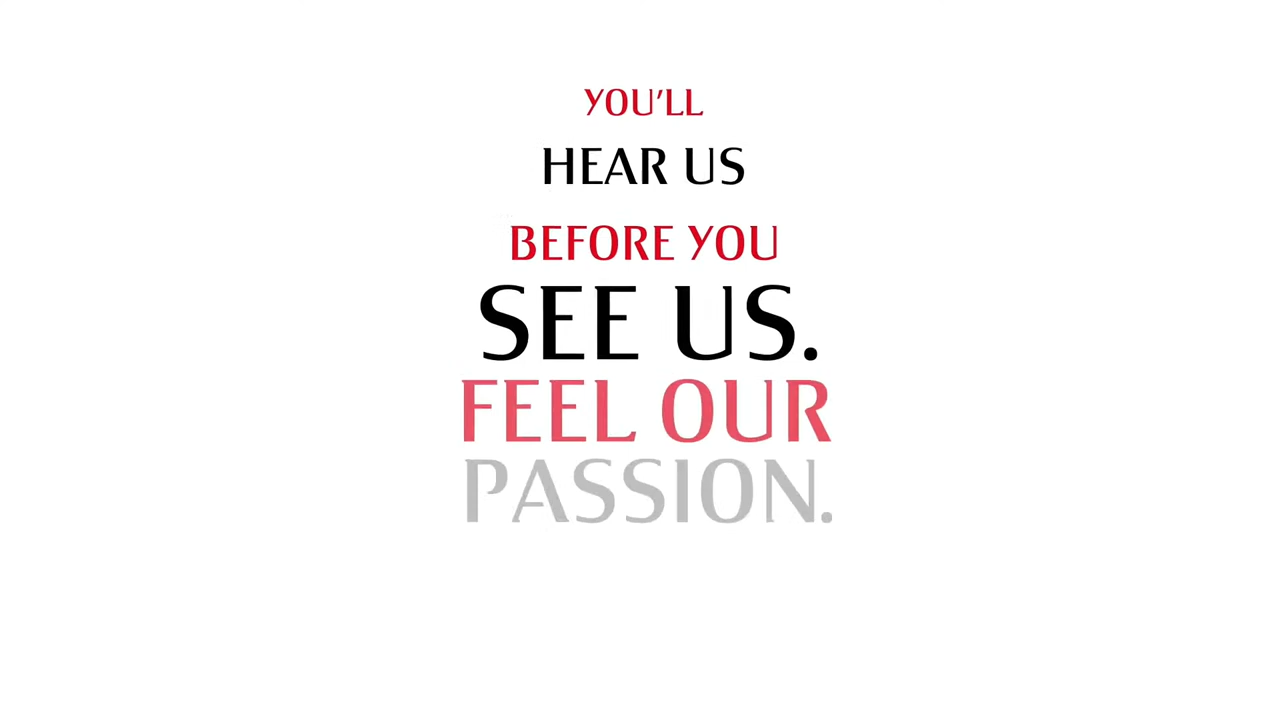 YOU'LL
HEAR US
BEFORE YOU
SEE US.
FEEL OUR
PASSION.